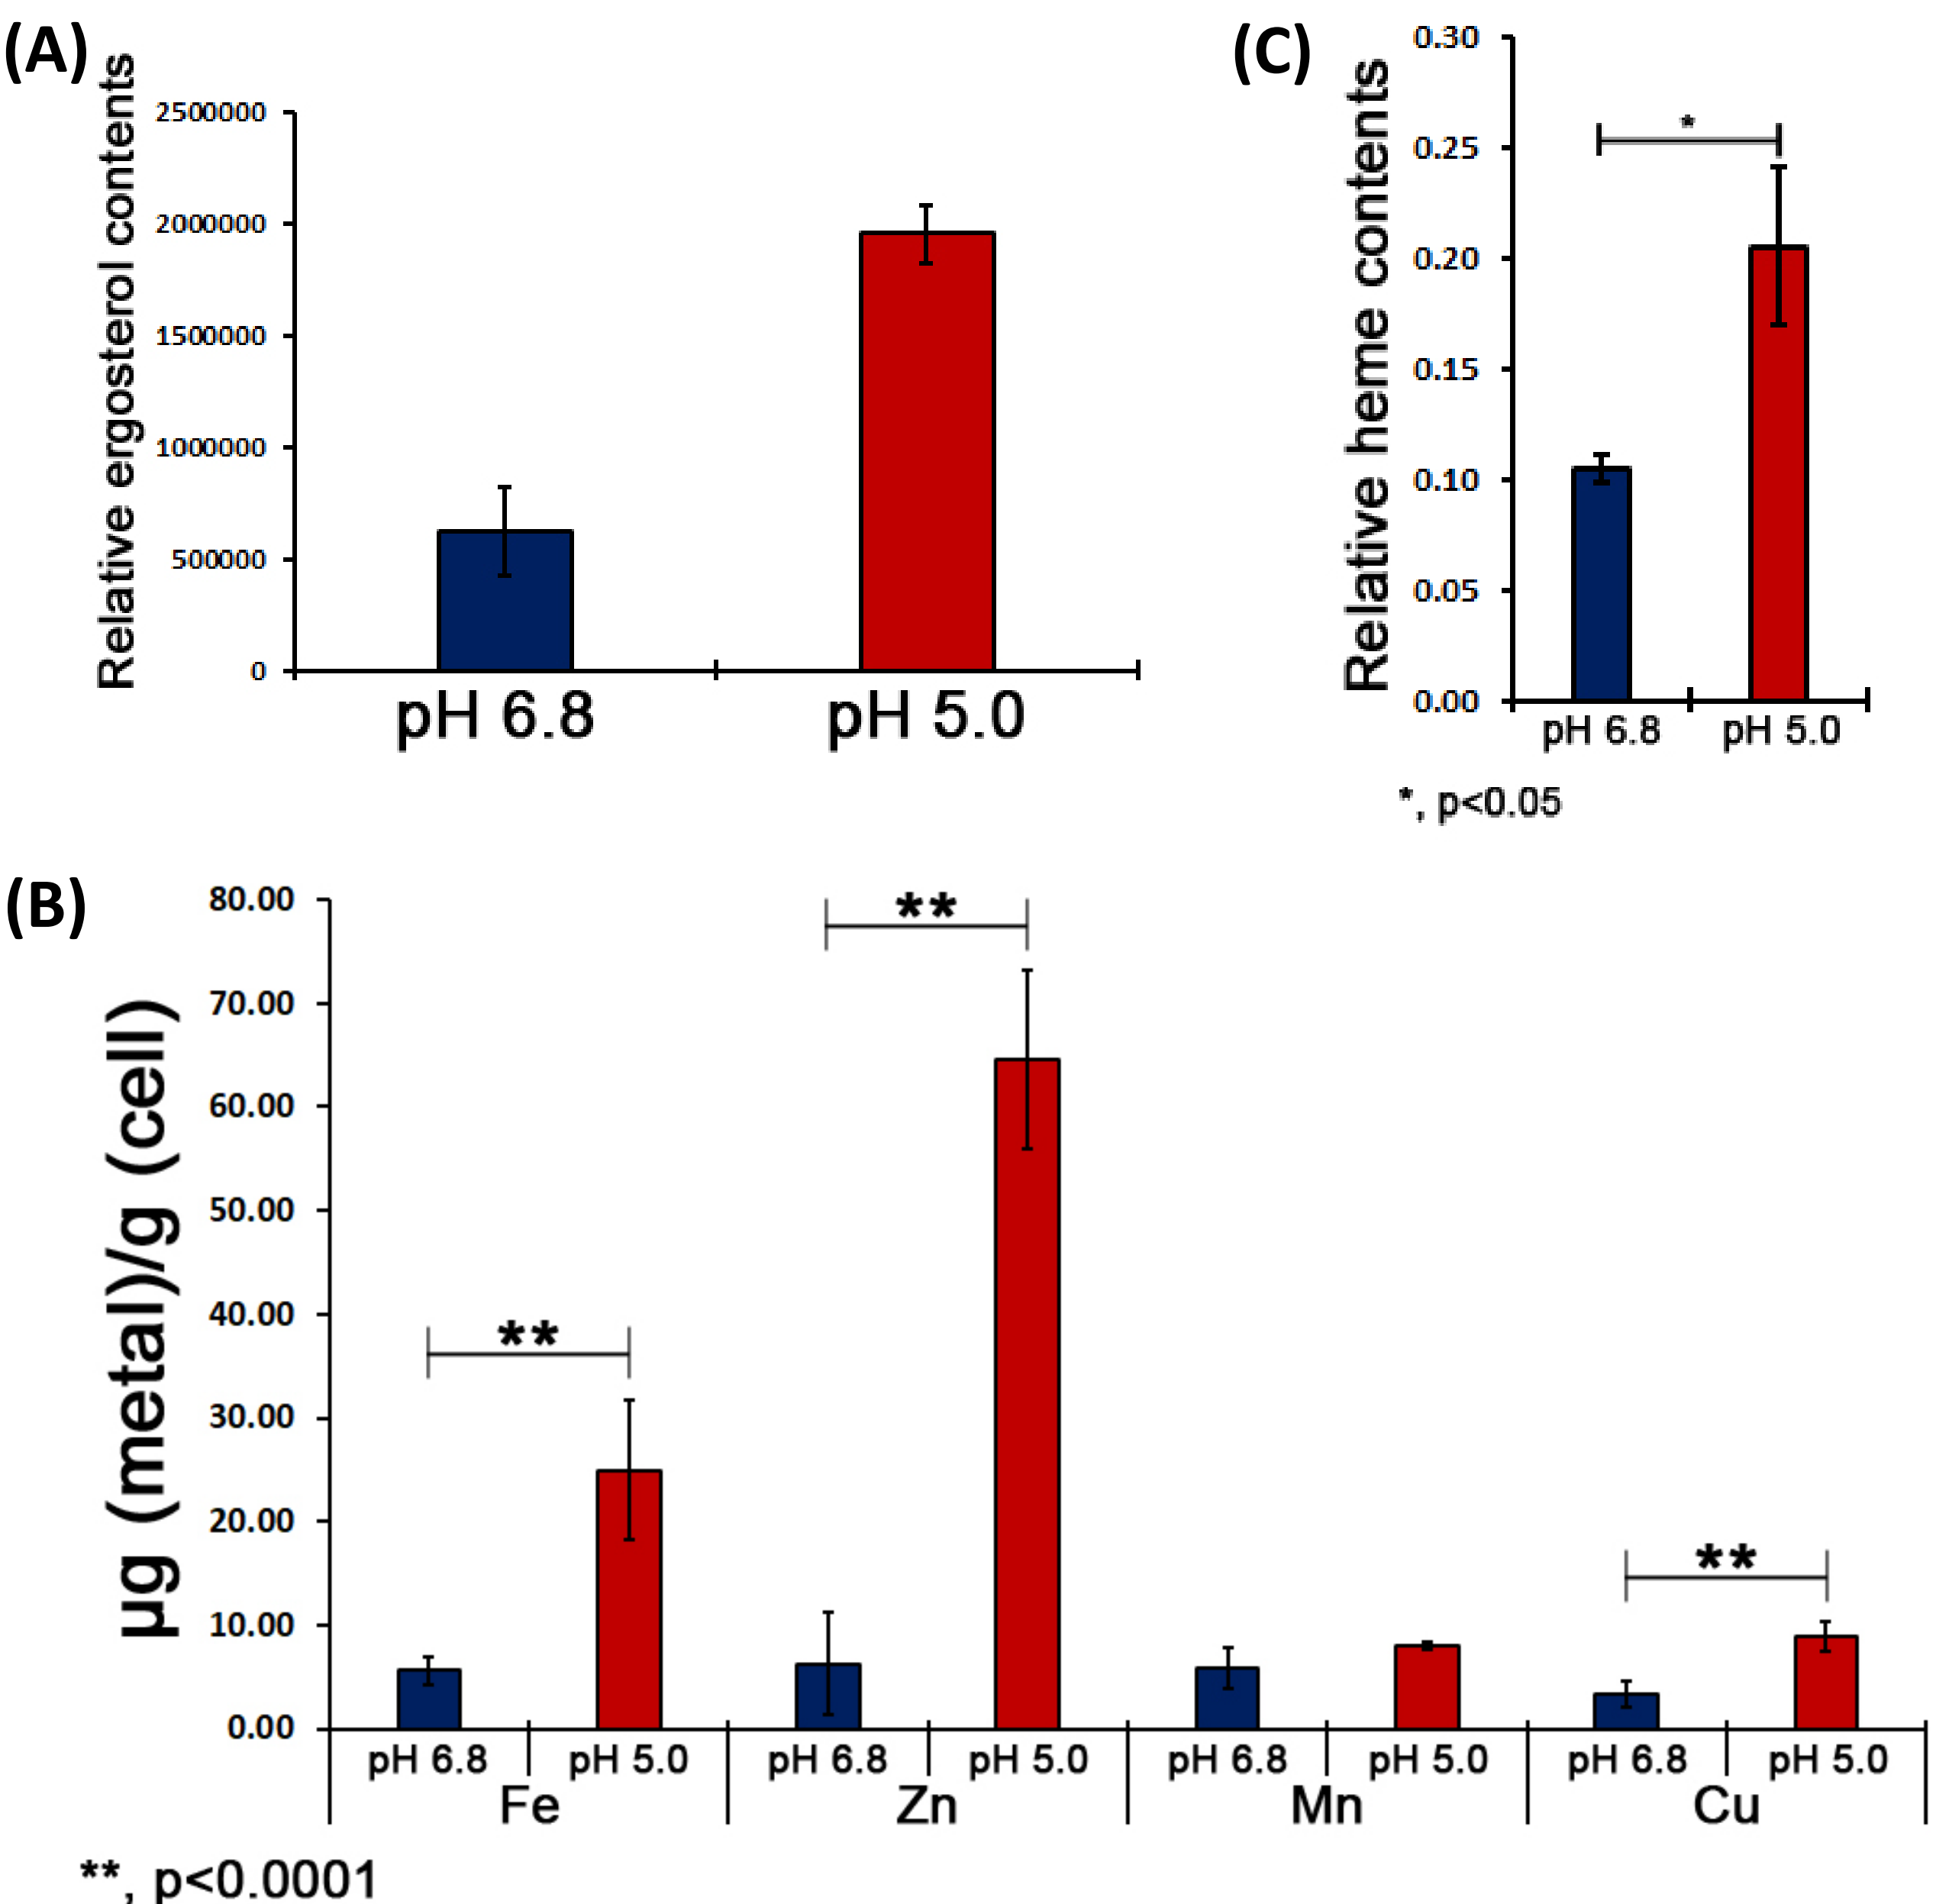 (A)
Relative ergosterol contents
2500000
2000000
1500000
1000000
500000
0
pH 6.8 pH 5.0
(C)
Relative heme contents
0.30
0.25
0.20
0.15
0.10
0.05
0.00
*
pH 6.8 pH 5.0
*, p<0.05
(B)
µg (metal)/g (cell)
80.00
70.00
60.00
50.00
40.00
30.00
20.00
10.00
0.00
**
**
**
pH 6.8 pH 5.0 pH 6.8 pH 5.0 pH 6.8 pH 5.0 pH 6.8 pH 5.0
Fe Zn Mn Cu
**, p<0.0001